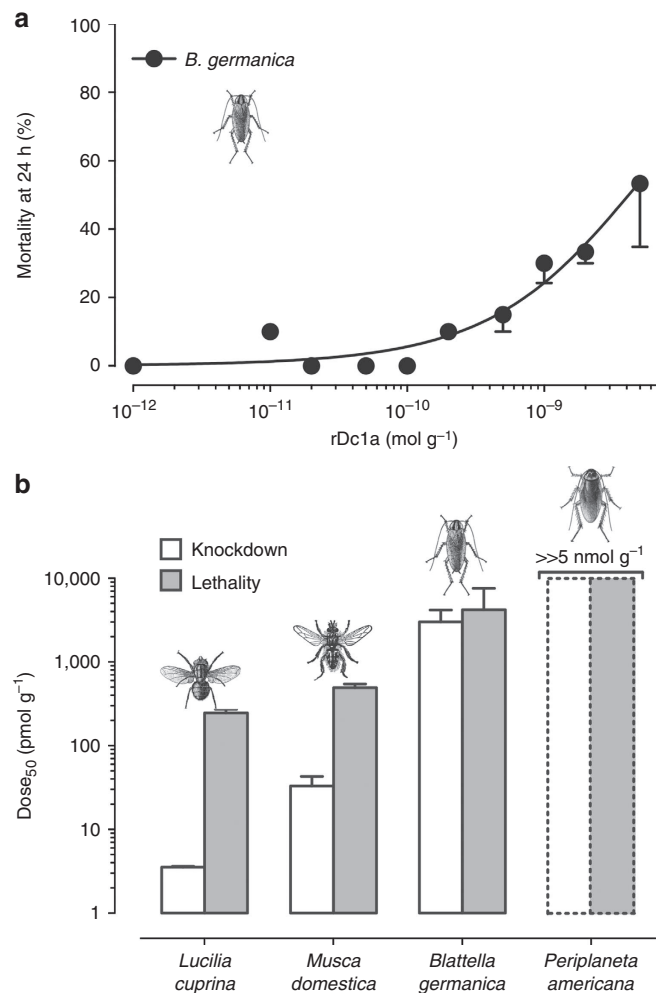 a
100
80
60
40
20
0
Mortality at 24 h (%)
B. germanica
10⁻¹²
10⁻¹¹
10⁻¹⁰
10⁻⁹
rDc1a (mol g⁻¹)
b
Knockdown
Lethality
>>5 nmol g⁻¹
10,000
1,000
100
10
1
Dose₅₀ (pmol g⁻¹)
Lucilia
cuprina
Musca
domestica
Blattella
germanica
Periplaneta
americana